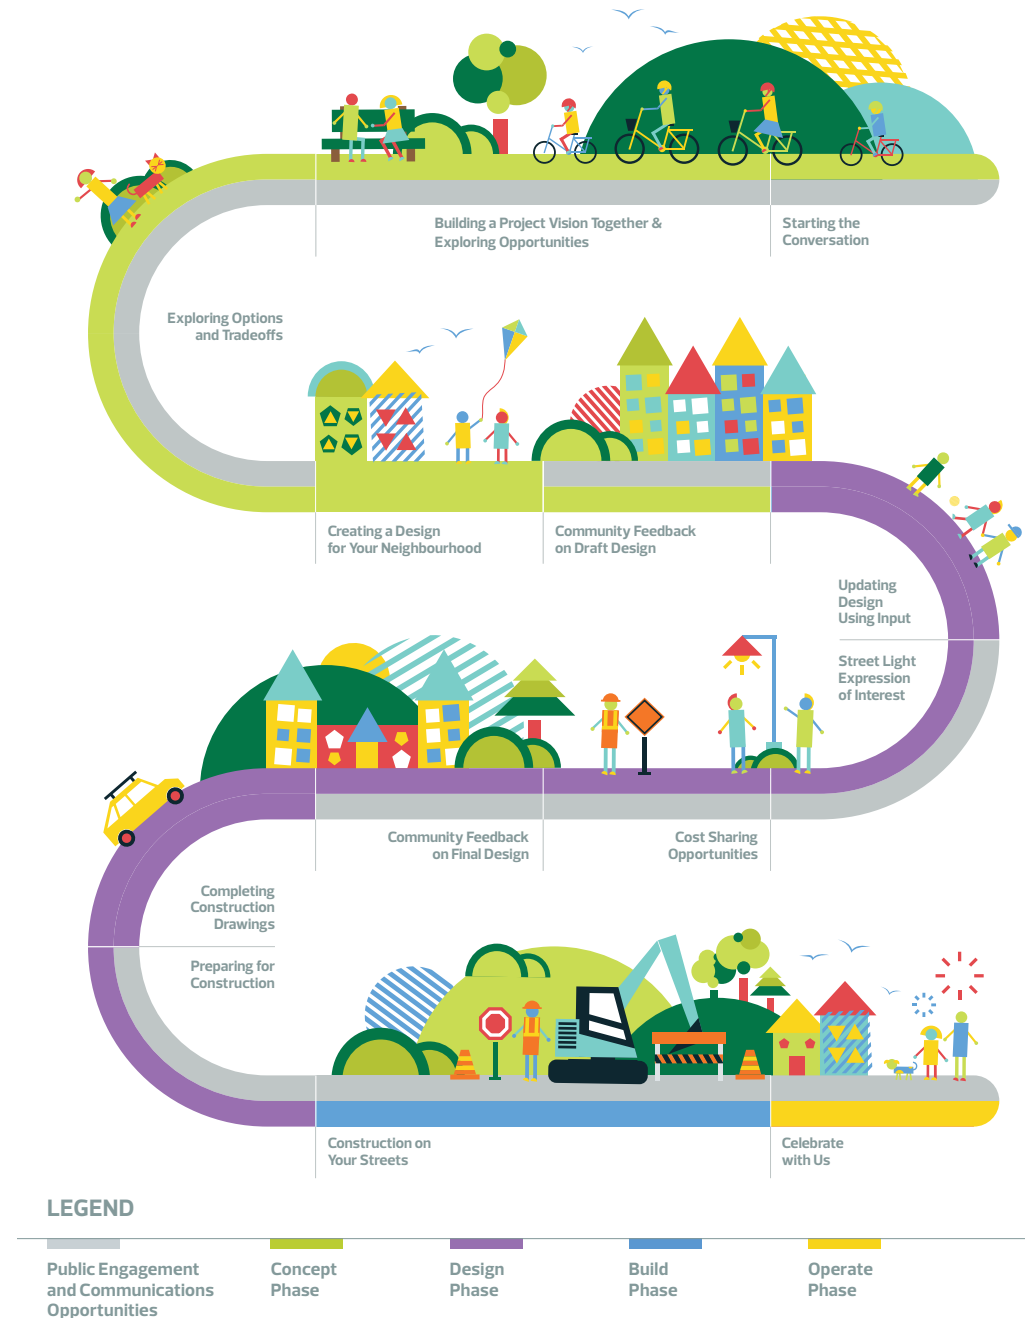 Building a Project Vision Together &
Exploring Opportunities
Starting the
Conversation
Exploring Options
and Tradeoffs
Creating a Design
for Your Neighbourhood
Community Feedback
on Draft Design
Updating
Design
Using Input
Street Light
Expression
of Interest
Community Feedback
on Final Design
Cost Sharing
Opportunities
Completing
Construction
Drawings
Preparing for
Construction
Construction on
Your Streets
Celebrate
with Us
LEGEND
Public Engagement
and Communications
Opportunities
Concept
Phase
Design
Phase
Build
Phase
Operate
Phase